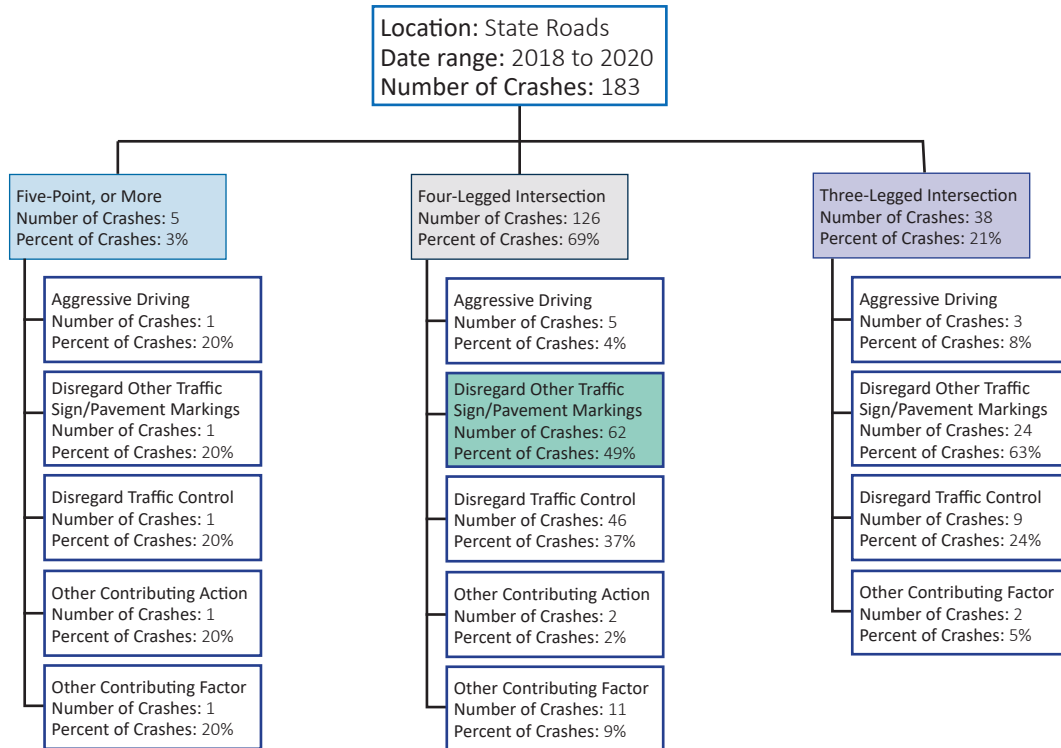 Location: State Roads
Date range: 2018 to 2020
Number of Crashes: 183
Five-Point, or More
Number of Crashes: 5
Percent of Crashes: 3%
Aggressive Driving
Number of Crashes: 1
Percent of Crashes: 20%
Disregard Other Traffic
Sign/Pavement Markings
Number of Crashes: 1
Percent of Crashes: 20%
Disregard Traffic Control
Number of Crashes: 1
Percent of Crashes: 20%
Other Contributing Action
Number of Crashes: 1
Percent of Crashes: 20%
Other Contributing Factor
Number of Crashes: 1
Percent of Crashes: 20%
Four-Legged Intersection
Number of Crashes: 126
Percent of Crashes: 69%
Aggressive Driving
Number of Crashes: 5
Percent of Crashes: 4%
Disregard Other Traffic
Sign/Pavement Markings
Number of Crashes: 62
Percent of Crashes: 49%
Disregard Traffic Control
Number of Crashes: 46
Percent of Crashes: 37%
Other Contributing Action
Number of Crashes: 2
Percent of Crashes: 2%
Other Contributing Factor
Number of Crashes: 11
Percent of Crashes: 9%
Three-Legged Intersection
Number of Crashes: 38
Percent of Crashes: 21%
Aggressive Driving
Number of Crashes: 3
Percent of Crashes: 8%
Disregard Other Traffic
Sign/Pavement Markings
Number of Crashes: 24
Percent of Crashes: 63%
Disregard Traffic Control
Number of Crashes: 9
Percent of Crashes: 24%
Other Contributing Factor
Number of Crashes: 2
Percent of Crashes: 5%